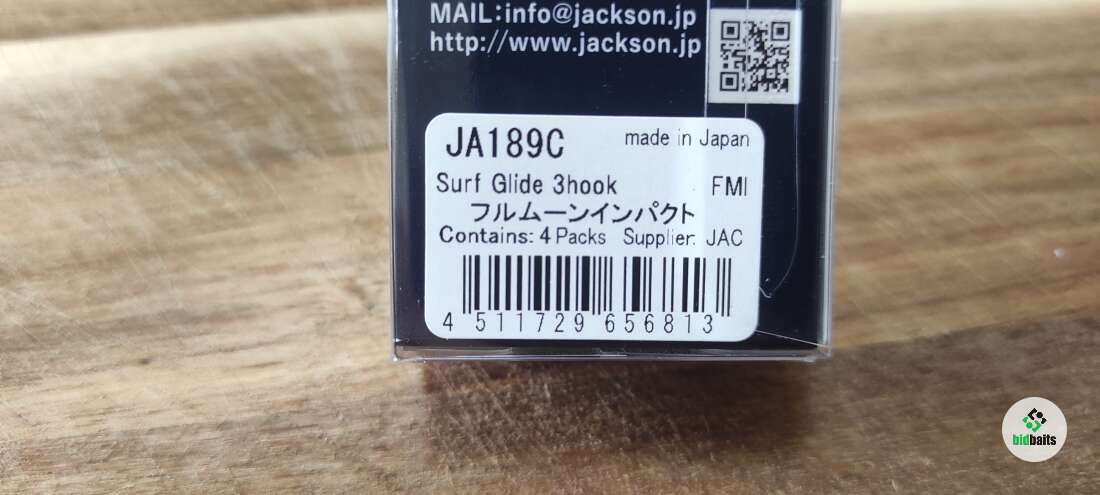 MAIL:info@jackson.jp
http://www.jackson.jp
JA189C made in Japan
Surf Glide 3hook FMI
フルムーンインパクト
Contains: 4 Packs Supplier: JAC
4 511729 656813
bidbaits